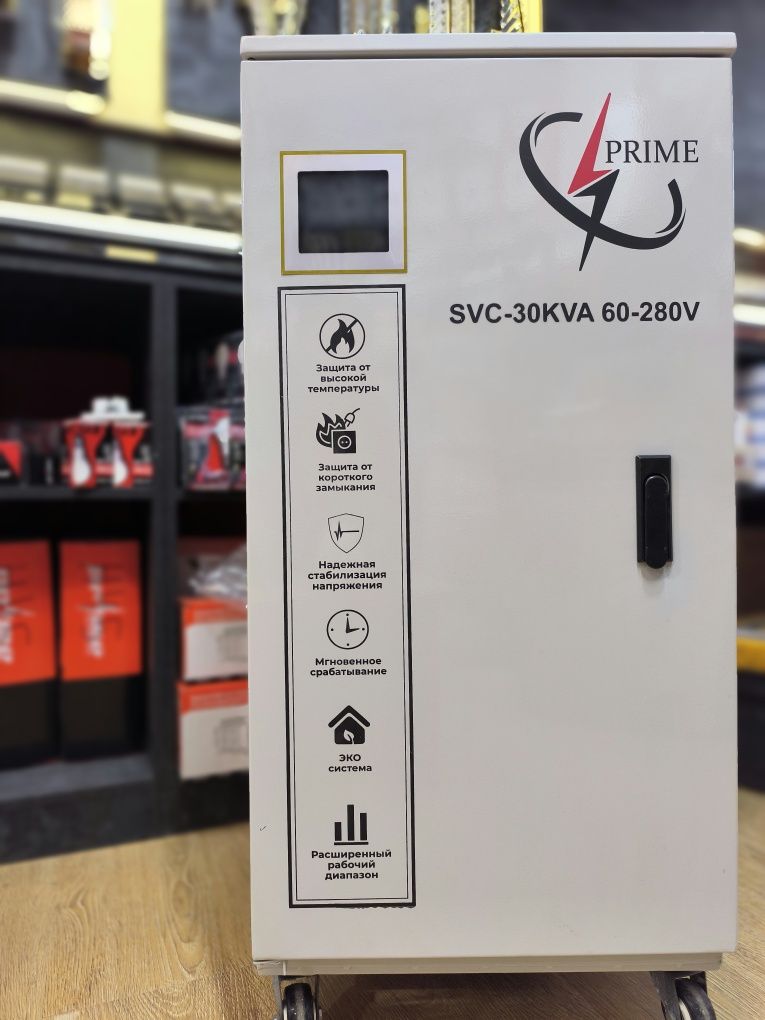 PRIME
SVC-30KVA 60-280V
Защита от
высокой
температуры
Защита от
короткого
замыкания
Надежная
стабилизация
напряжения
Мгновенное
срабатывание
ЭКО
система
Расширенный
рабочий
диапазон